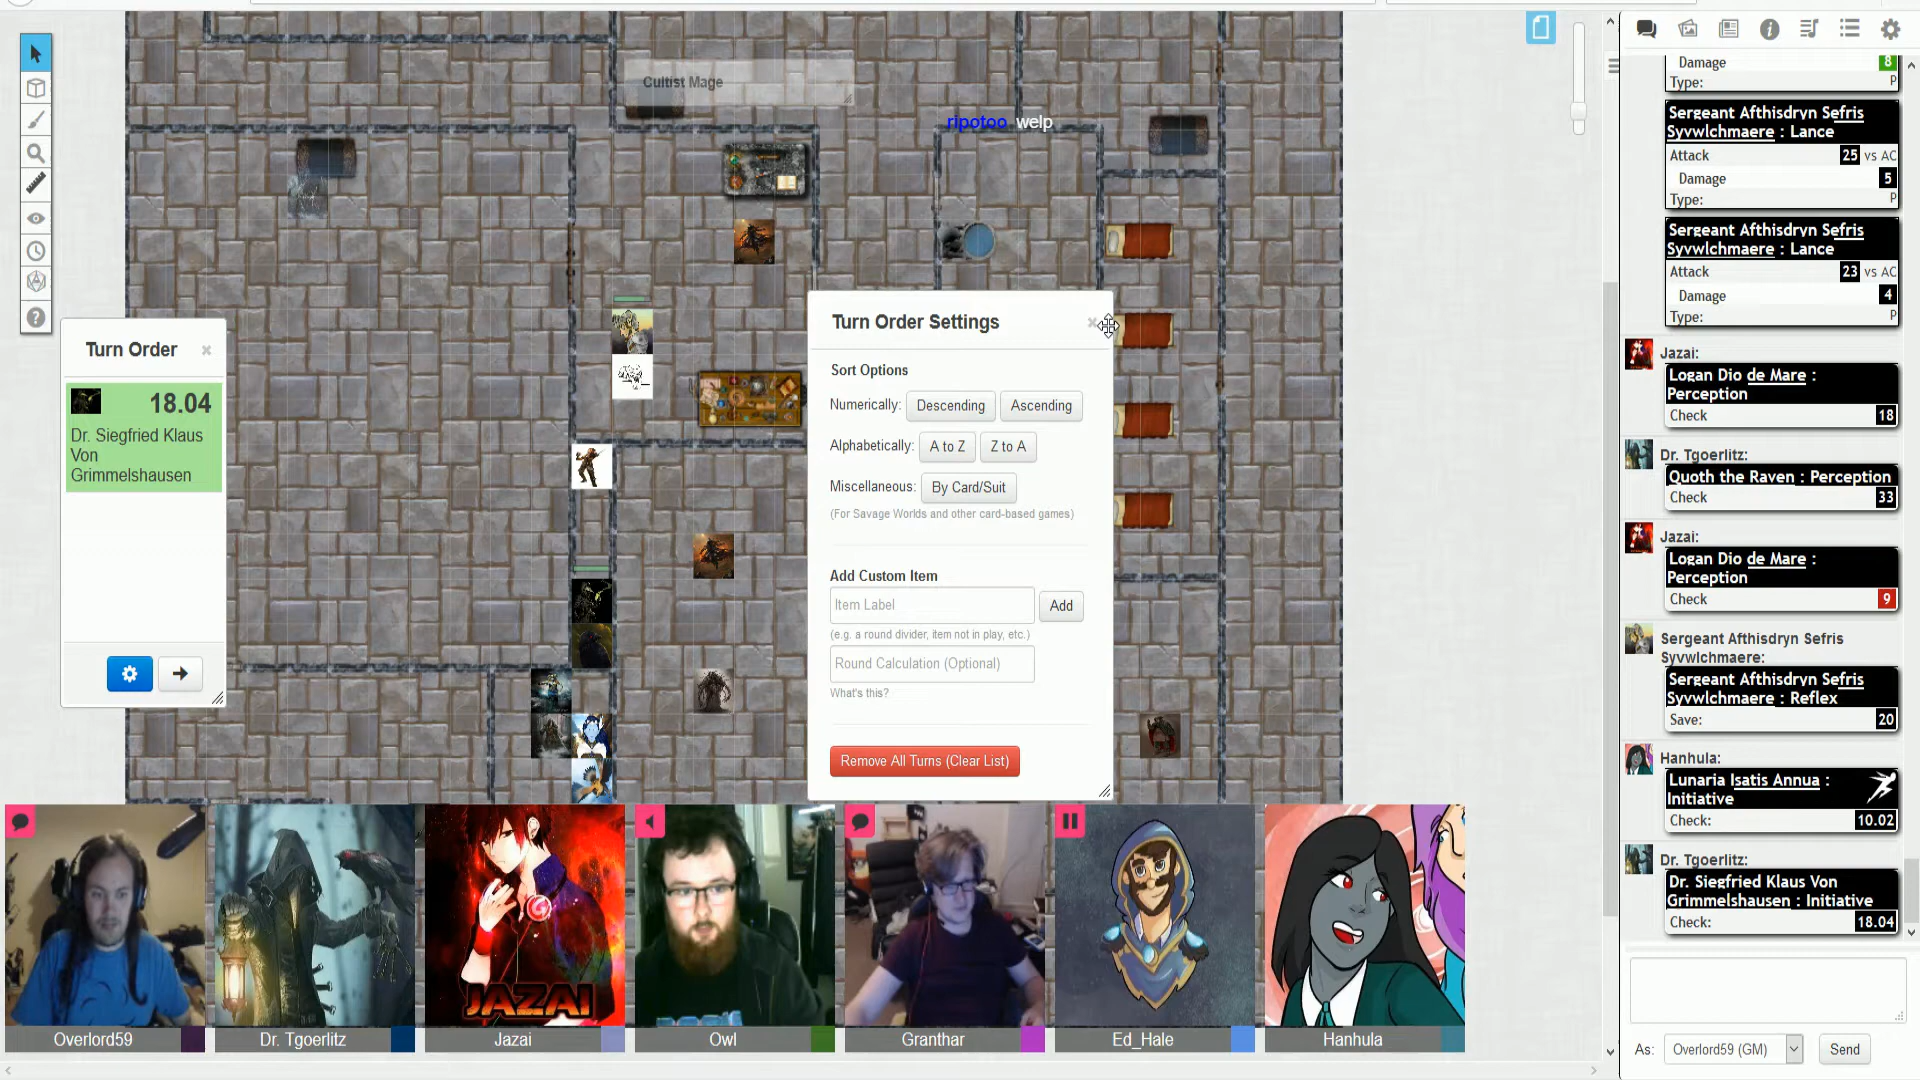 Cultist Mage
ripotoo welp
Turn Order
18.04
Dr. Siegfried Klaus
Von
Grimmelshausen
Turn Order Settings
Sort Options
Numerically: Descending Ascending
Alphabetically: A to Z Z to A
Miscellaneous: By Card/Suit
(For Savage Worlds and other card-based games)
Add Custom Item
Item Label Add
(e.g. a round divider, item not in play, etc.)
Round Calculation (Optional)
What's this?
Remove All Turns (Clear List)
JAZAI
Overlord59
Dr. Tgoerlitz
Jazai
Owl
Granthar
Ed_Hale
Hanhula
Damage 8
Type: P
Sergeant Afthisdryn Sefris
Syvwlchmaere : Lance
Attack 25 vs AC
Damage 5
Type: P
Sergeant Afthisdryn Sefris
Syvwlchmaere : Lance
Attack 23 vs AC
Damage 4
Type: P
Jazai:
Logan Dio de Mare :
Perception
Check 18
Dr. Tgoerlitz:
Quoth the Raven : Perception
Check 33
Jazai:
Logan Dio de Mare :
Perception
Check 9
Sergeant Afthisdryn Sefris
Syvwlchmaere:
Sergeant Afthisdryn Sefris
Syvwlchmaere : Reflex
Save: 20
Hanhula:
Lunaria Isatis Annua :
Initiative
Check: 10.02
Dr. Tgoerlitz:
Dr. Siegfried Klaus Von
Grimmelshausen : Initiative
Check: 18.04
As: Overlord59 (GM) Send